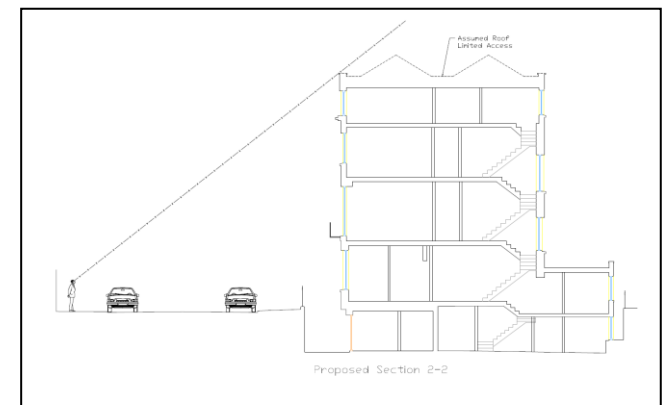 Assumed Roof
Limited Access
Proposed Section 2-2